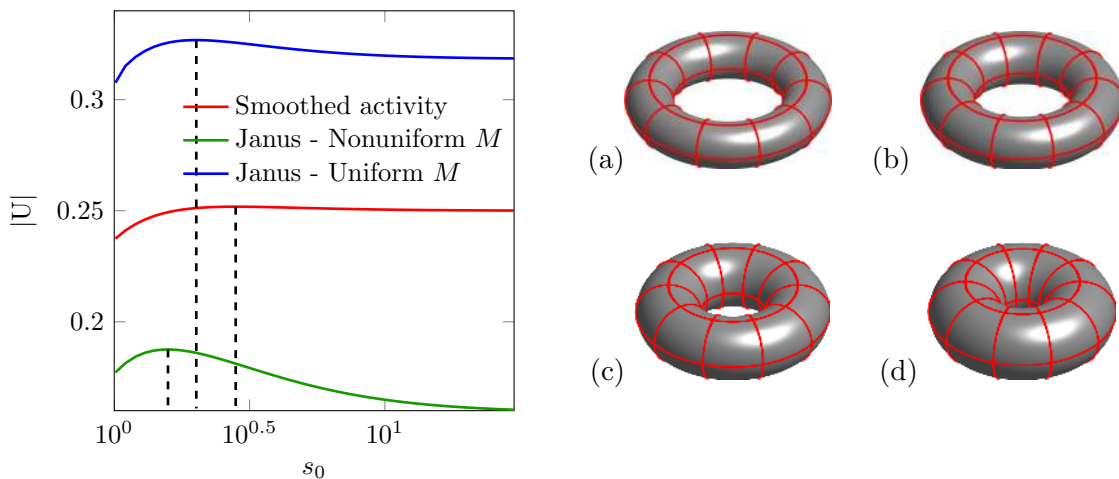 0.3
0.25
0.2
|U|
Smoothed activity
Janus - Nonuniform M
Janus - Uniform M
10^0
10^0.5
10^1
s_0
(a)
(b)
(c)
(d)